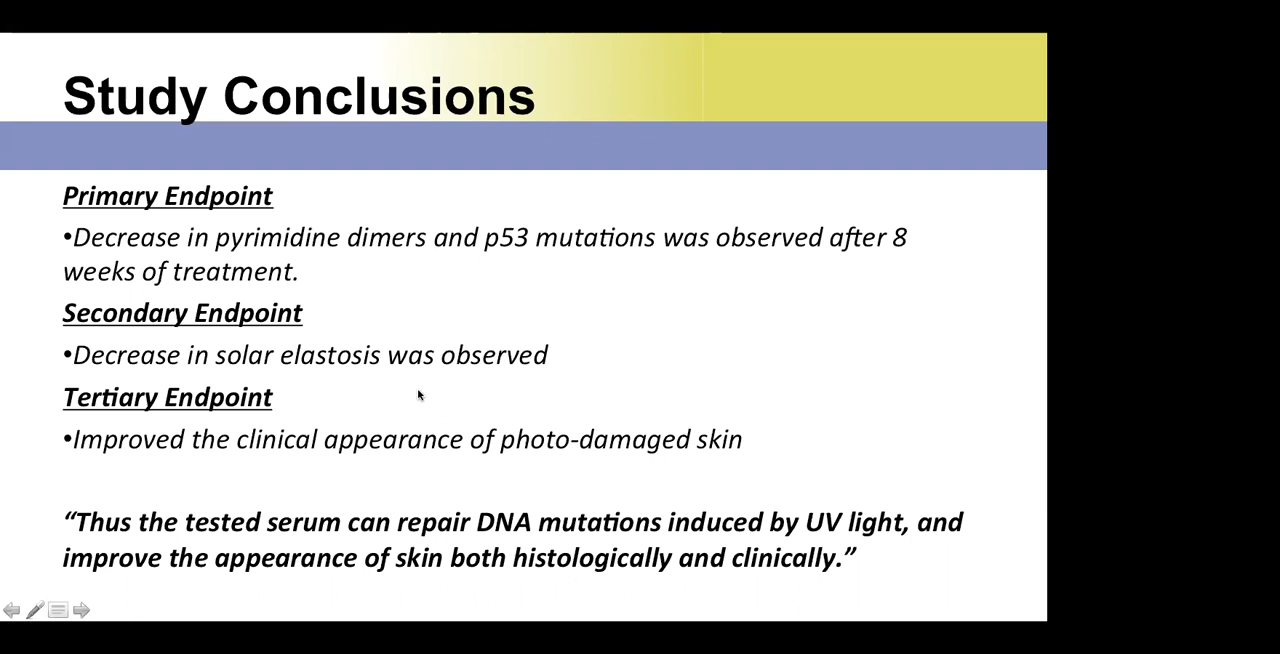 Study Conclusions
Primary Endpoint
•Decrease in pyrimidine dimers and p53 mutations was observed after 8
weeks of treatment.
Secondary Endpoint
•Decrease in solar elastosis was observed
Tertiary Endpoint
•Improved the clinical appearance of photo-damaged skin
“Thus the tested serum can repair DNA mutations induced by UV light, and
improve the appearance of skin both histologically and clinically.”